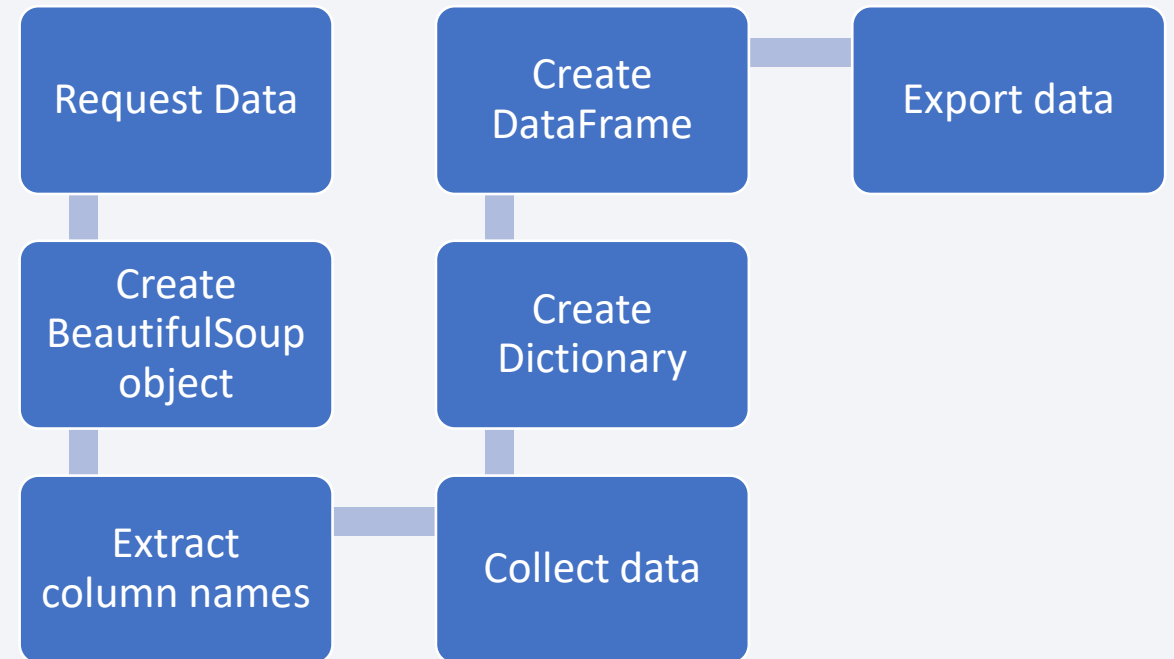 Request Data
Create
BeautifulSoup
object
Extract
column names
Collect data
Create
Dictionary
Create
DataFrame
Export data